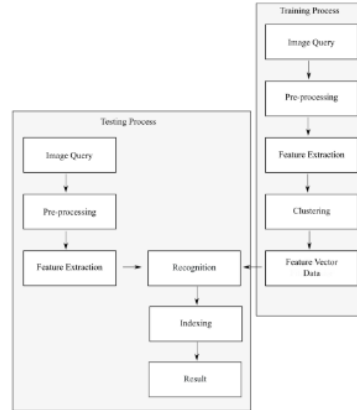 Training Process
Image Query
Pre-processing
Feature Extraction
Clustering
Feature Vector
Data
Testing Process
Image Query
Pre-processing
Feature Extraction
Recognition
Indexing
Result